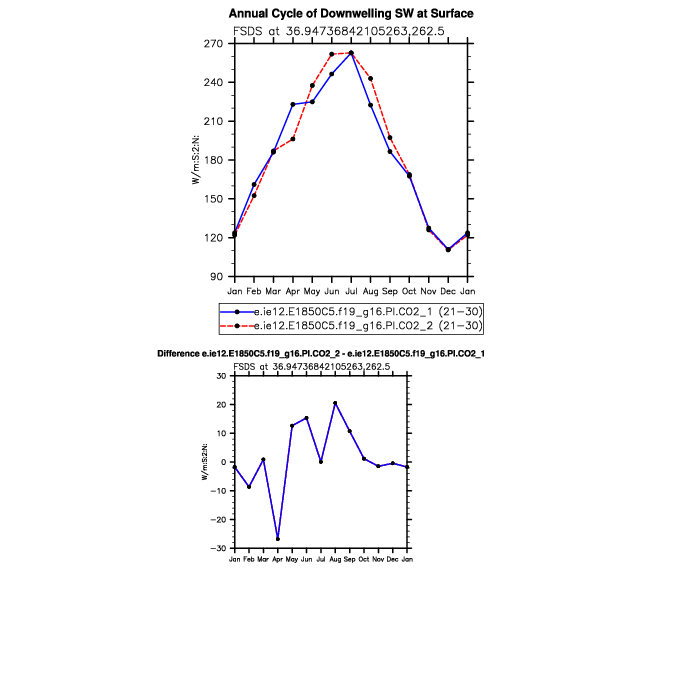 Annual Cycle of Downwelling SW at Surface
FSDS at 36.94736842105263,262.5
270
240
210
180
150
120
90
W/m:S:2:N:
Jan Feb Mar Apr May Jun Jul Aug Sep Oct Nov Dec Jan
e.ie12.E1850C5.f19_g16.PI.CO2_1 (21-30)
e.ie12.E1850C5.f19_g16.PI.CO2_2 (21-30)
Difference e.ie12.E1850C5.f19_g16.PI.CO2_2 - e.ie12.E1850C5.f19_g16.PI.CO2_1
FSDS at 36.94736842105263,262.5
30
20
10
0
-10
-20
-30
W/m:S:2:N:
Jan Feb Mar Apr May Jun Jul Aug Sep Oct Nov Dec Jan